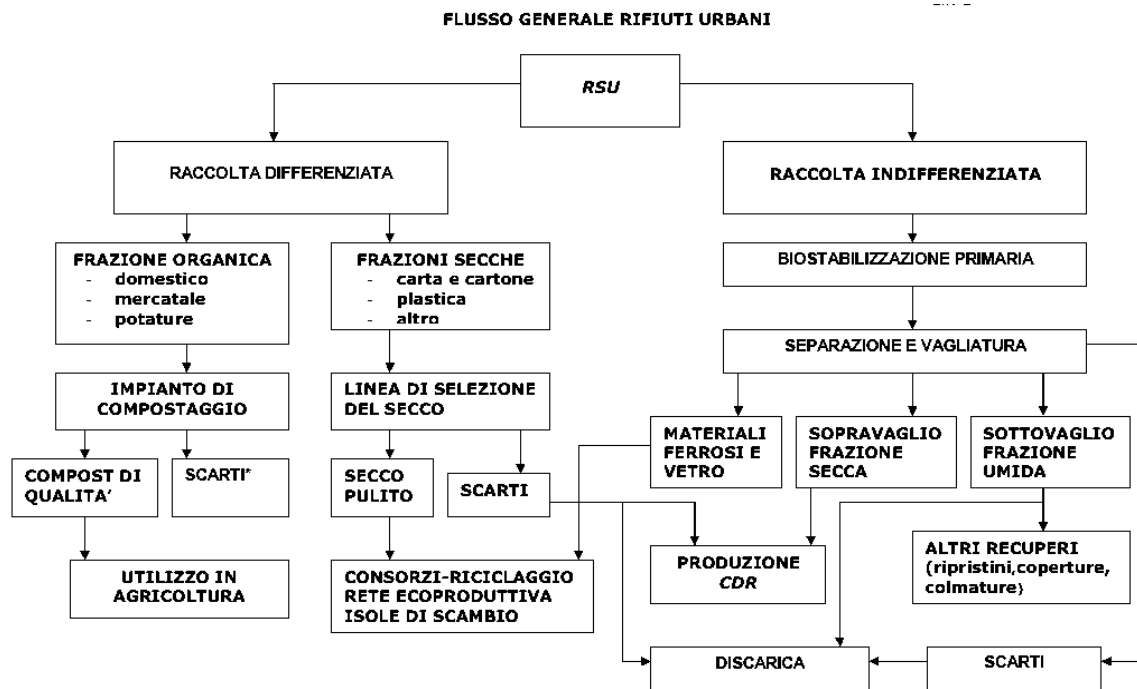 FLUSSO GENERALE RIFIUTI URBANI
RSU
RACCOLTA DIFFERENZIATA
RACCOLTA INDIFFERENZIATA
FRAZIONE ORGANICA
- domestico
- mercatale
- potature
FRAZIONI SECCHE
- carta e cartone
- plastica
- altro
BIOSTABILIZZAZIONE PRIMARIA
SEPARAZIONE E VAGLIATURA
IMPIANTO DI
COMPOSTAGGIO
LINEA DI SELEZIONE
DEL SECCO
MATERIALI
FERROSI E
VETRO
SOPRAVAGLIO
FRAZIONE
SECCA
SOTTOVAGLIO
FRAZIONE
UMIDA
COMPOST DI
QUALITA’
SCARTI*
SECCO
PULITO
SCARTI
UTILIZZO IN
AGRICOLTURA
CONSORZI-RICICLAGGIO
RETE ECOPRODUTTIVA
ISOLE DI SCAMBIO
PRODUZIONE
CDR
ALTRI RECUPERI
(ripristini,coperture,
colmature)
DISCARICA
SCARTI